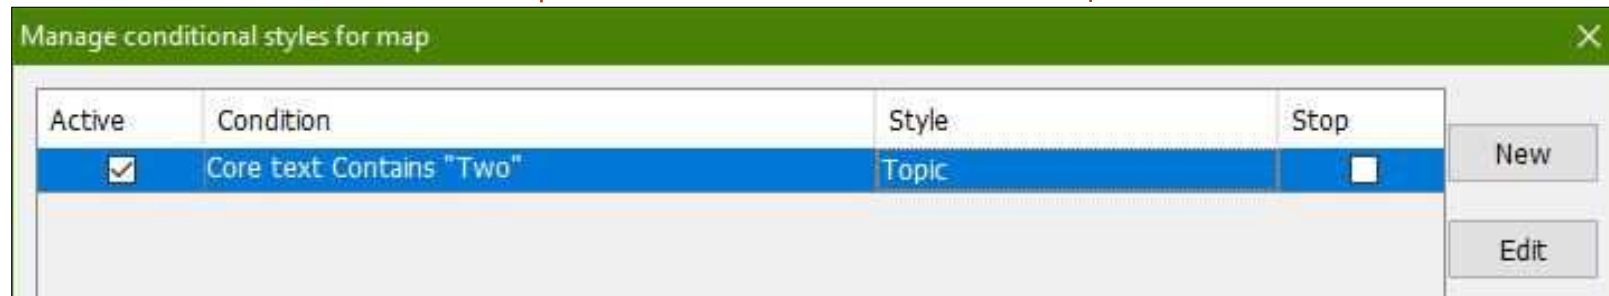 Manage conditional styles for map
Active Condition Style Stop
New
Core text Contains "Two" Topic
Edit